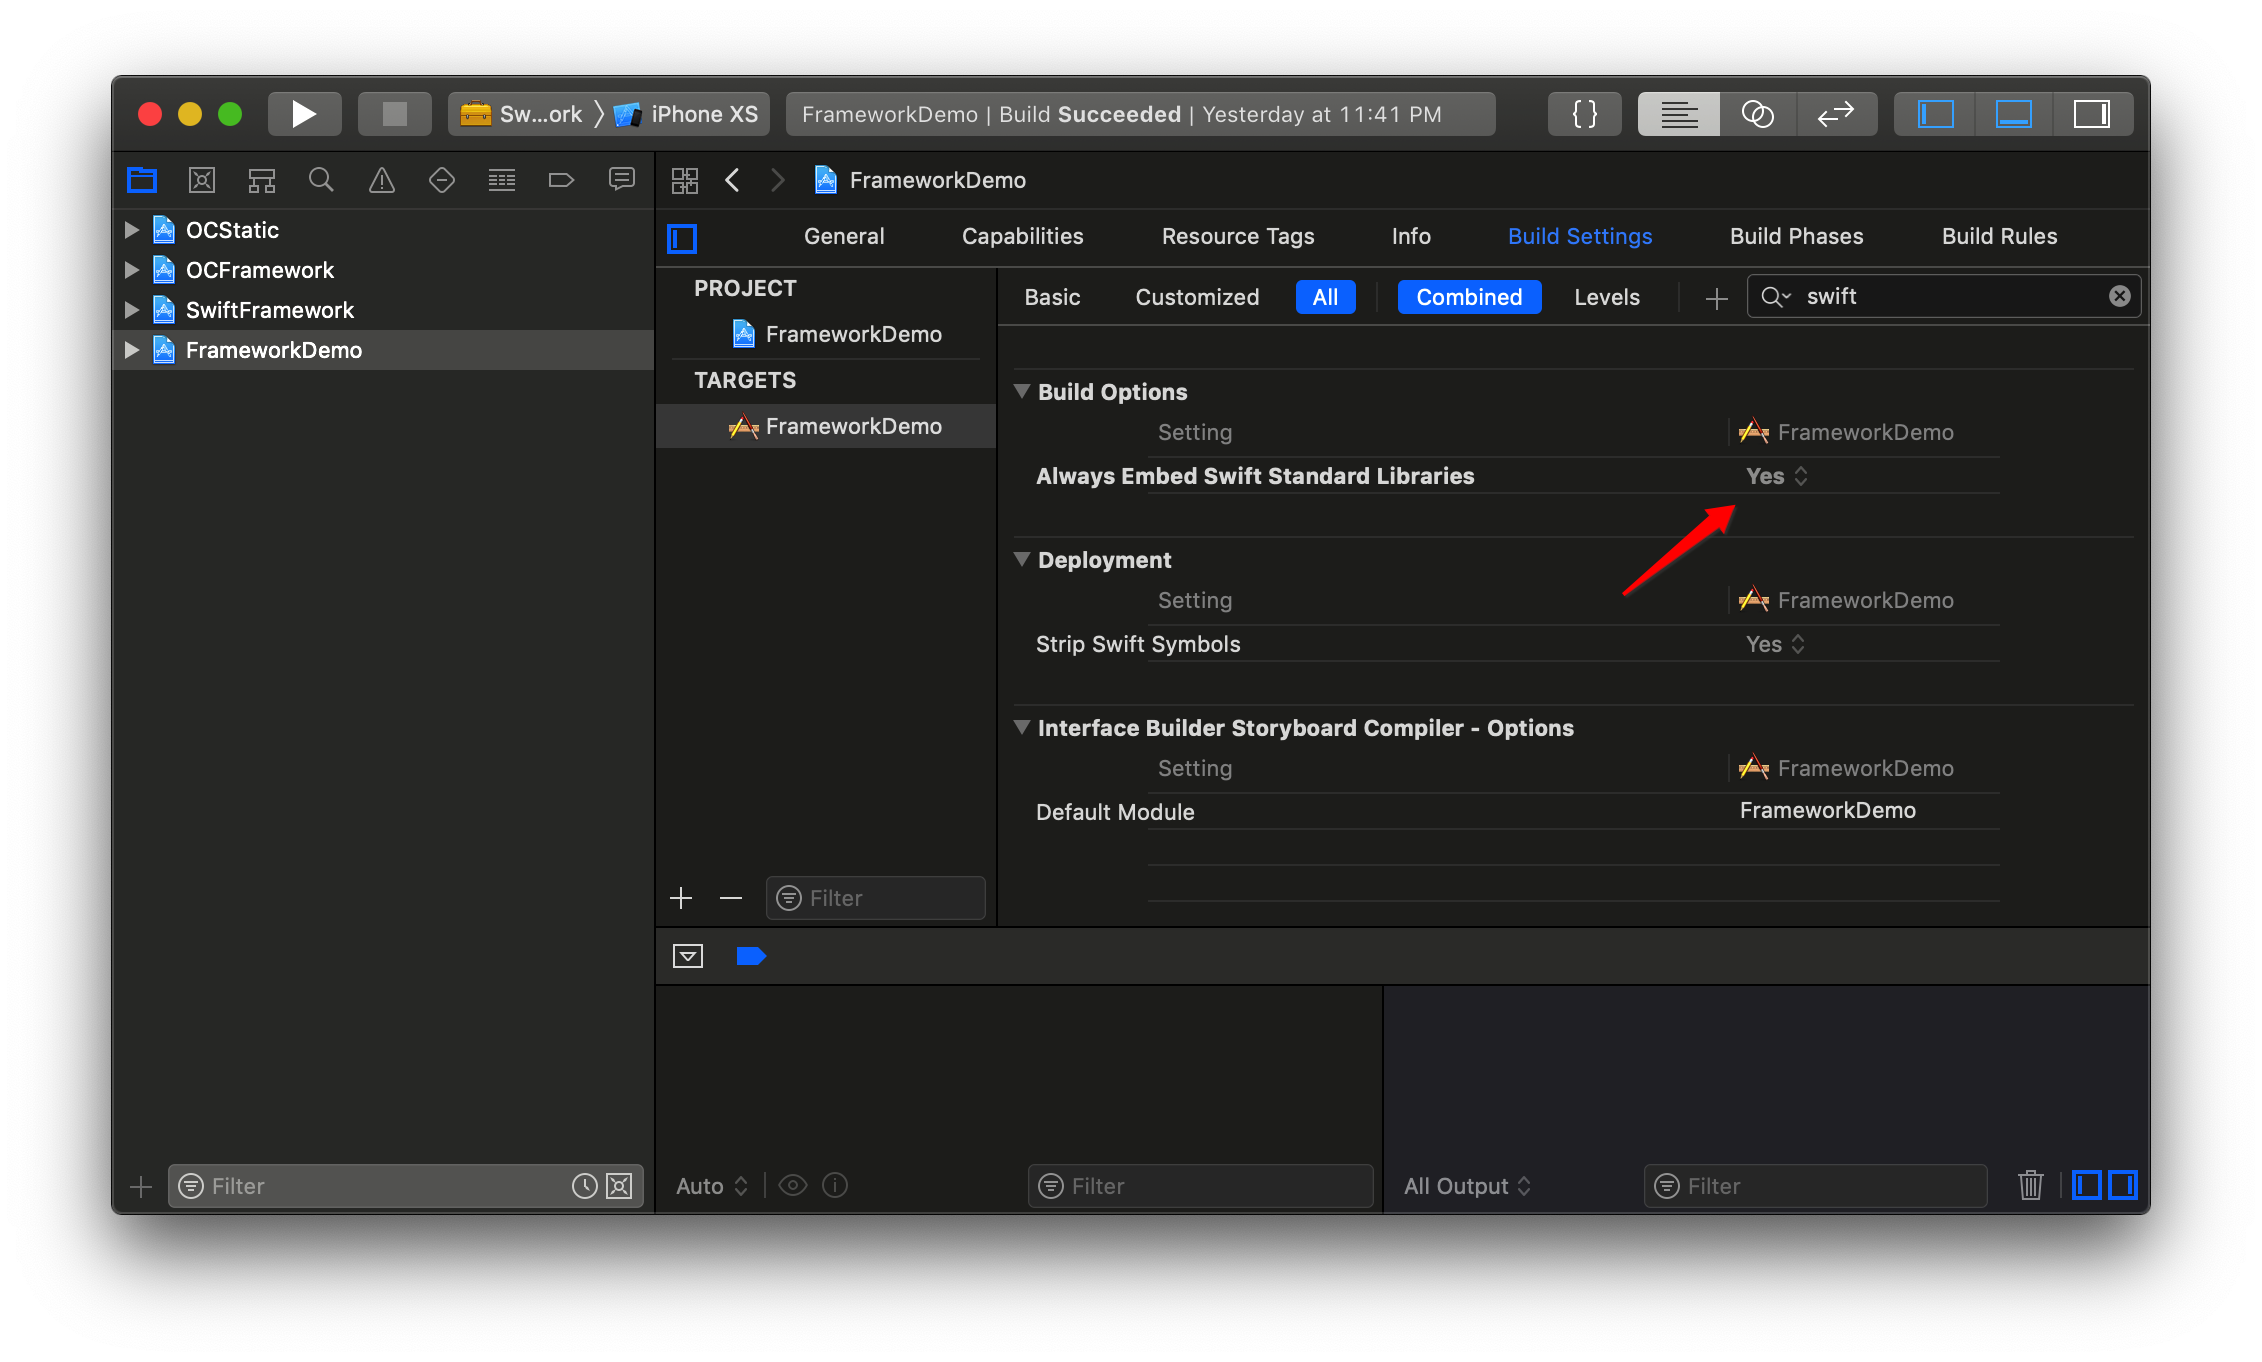 Sw...ork 〉 iPhone XS
FrameworkDemo | Build Succeeded | Yesterday at 11:41 PM
{ }
FrameworkDemo
OCStatic
OCFramework
SwiftFramework
FrameworkDemo
General Capabilities Resource Tags Info Build Settings Build Phases Build Rules
PROJECT
FrameworkDemo
TARGETS
FrameworkDemo
Basic Customized All Combined Levels + swift
Build Options
Setting FrameworkDemo
Always Embed Swift Standard Libraries Yes
Deployment
Setting FrameworkDemo
Strip Swift Symbols Yes
Interface Builder Storyboard Compiler - Options
Setting FrameworkDemo
Default Module FrameworkDemo
Filter
Filter
Auto
Filter
All Output
Filter